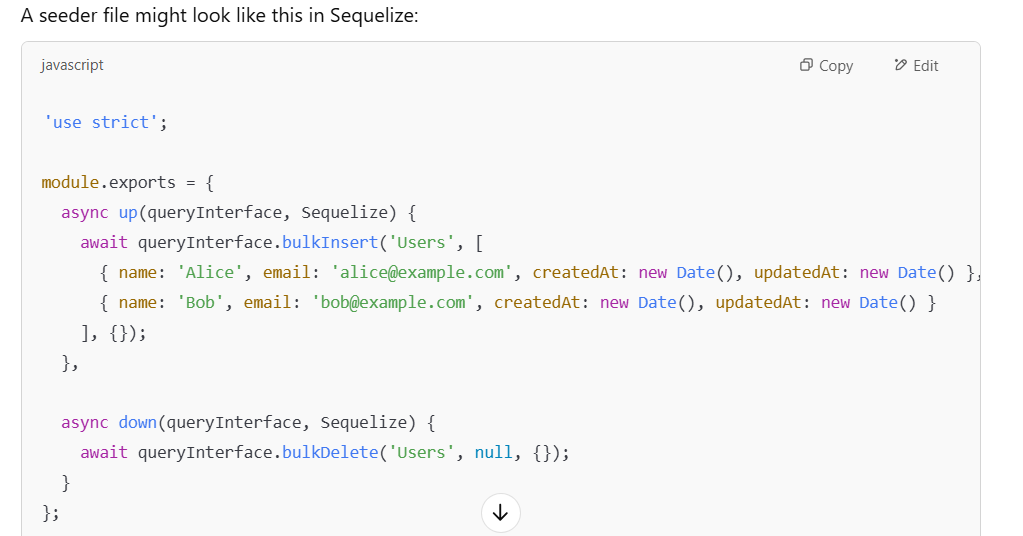 A seeder file might look like this in Sequelize:
javascript
Copy
Edit
'use strict';
module.exports = {
  async up(queryInterface, Sequelize) {
    await queryInterface.bulkInsert('Users', [
      { name: 'Alice', email: 'alice@example.com', createdAt: new Date(), updatedAt: new Date() },
      { name: 'Bob', email: 'bob@example.com', createdAt: new Date(), updatedAt: new Date() }
    ], {});
  },
  async down(queryInterface, Sequelize) {
    await queryInterface.bulkDelete('Users', null, {});
  }
};